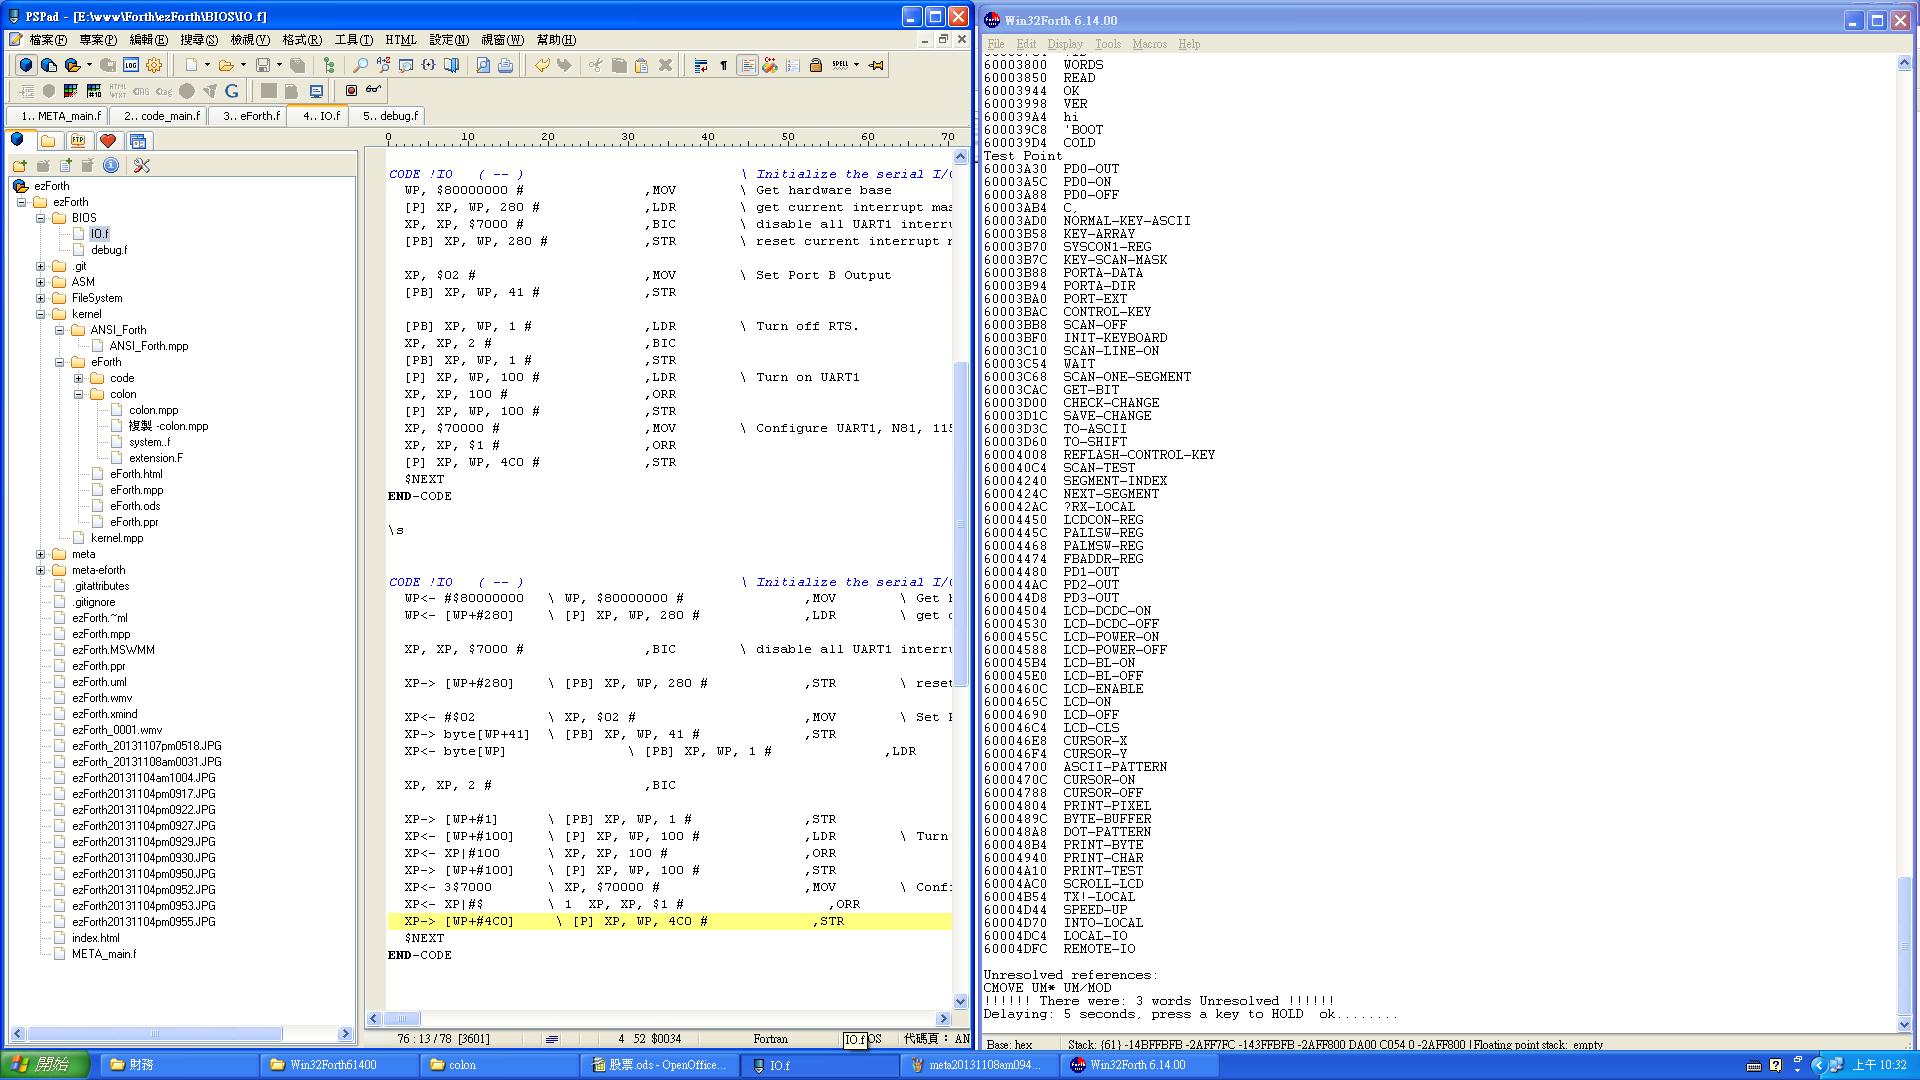 PSPad - [E:\www\Forth\ezForth\BIOS\IO.f]
檔案(F) 專案(P) 編輯(E) 搜尋(S) 檢視(V) 格式(R) 工具(T) HTML 設定(N) 視窗(W) 幫助(H)
1.. META_main.f 2.. code_main.f 3.. eForth.f 4.. IO.f 5.. debug.f
ezForth
ezForth
BIOS
IO.f
debug.f
.git
ASM
FileSystem
kernel
ANSI_Forth
ANSI_Forth.mpp
eForth
code
colon
colon.mpp
複製 -colon.mpp
system..f
extension.F
eForth.html
eForth.mpp
eForth.ods
eForth.ppr
kernel.mpp
meta
meta-eforth
.gitattributes
.gitignore
ezForth.~ml
ezForth.mpp
ezForth.MSWMM
ezForth.ppr
ezForth.uml
ezForth.wmv
ezForth.xmind
ezForth_0001.wmv
ezForth_20131107pm0518.JPG
ezForth_20131108am0031.JPG
ezForth20131104am1004.JPG
ezForth20131104pm0917.JPG
ezForth20131104pm0922.JPG
ezForth20131104pm0927.JPG
ezForth20131104pm0929.JPG
ezForth20131104pm0930.JPG
ezForth20131104pm0950.JPG
ezForth20131104pm0952.JPG
ezForth20131104pm0953.JPG
ezForth20131104pm0955.JPG
index.html
META_main.f
0 10 20 30 40 50 60 70
CODE !IO ( -- ) \ Initialize the serial I/O
WP, $80000000 # ,MOV \ Get hardware base
[P] XP, WP, 280 # ,LDR \ get current interrupt mas
XP, XP, $7000 # ,BIC \ disable all UART1 interru
[PB] XP, WP, 280 # ,STR \ reset current interrupt m
XP, $02 # ,MOV \ Set Port B Output
[PB] XP, WP, 41 # ,STR
[PB] XP, WP, 1 # ,LDR \ Turn off RTS.
XP, XP, 2 # ,BIC
[PB] XP, WP, 1 # ,STR
[P] XP, WP, 100 # ,LDR \ Turn on UART1
XP, XP, 100 # ,ORR
[P] XP, WP, 100 # ,STR
XP, $70000 # ,MOV \ Configure UART1, N81, 115
XP, XP, $1 # ,ORR
[P] XP, WP, 4C0 # ,STR
$NEXT
END-CODE
\s
CODE !IO ( -- ) \ Initialize the serial I/O
WP<- #$80000000 \ WP, $80000000 # ,MOV \ Get h
WP<- [WP+#280] \ [P] XP, WP, 280 # ,LDR \ get c
XP, XP, $7000 # ,BIC \ disable all UART1 interru
XP-> [WP+#280] \ [PB] XP, WP, 280 # ,STR \ reset
XP<- #$02 \ XP, $02 # ,MOV \ Set P
XP-> byte[WP+41] \ [PB] XP, WP, 41 # ,STR
XP<- byte[WP] \ [PB] XP, WP, 1 # ,LDR
XP, XP, 2 # ,BIC
XP-> [WP+#1] \ [PB] XP, WP, 1 # ,STR
XP<- [WP+#100] \ [P] XP, WP, 100 # ,LDR \ Turn
XP<- XP|#100 \ XP, XP, 100 # ,ORR
XP-> [WP+#100] \ [P] XP, WP, 100 # ,STR
XP<- 3$7000 \ XP, $70000 # ,MOV \ Confi
XP<- XP|#$ \ 1 XP, XP, $1 # ,ORR
XP-> [WP+#4C0] \ [P] XP, WP, 4C0 # ,STR
$NEXT
END-CODE
76 : 13 / 78 [3601] 4 52 $0034 Fortran IO.f OS 代碼頁： AN
Win32Forth 6.14.00
File Edit Display Tools Macros Help
60003800 WORDS
60003850 READ
60003944 OK
60003998 VER
600039A4 hi
600039C8 'BOOT
600039D4 COLD
Test Point
60003A30 PD0-OUT
60003A5C PD0-ON
60003A88 PD0-OFF
60003AB4 C,
60003AD0 NORMAL-KEY-ASCII
60003B58 KEY-ARRAY
60003B70 SYSCON1-REG
60003B7C KEY-SCAN-MASK
60003B88 PORTA-DATA
60003B94 PORTA-DIR
60003BA0 PORT-EXT
60003BAC CONTROL-KEY
60003BB8 SCAN-OFF
60003BF0 INIT-KEYBOARD
60003C10 SCAN-LINE-ON
60003C54 WAIT
60003C68 SCAN-ONE-SEGMENT
60003CAC GET-BIT
60003D00 CHECK-CHANGE
60003D1C SAVE-CHANGE
60003D3C TO-ASCII
60003D60 TO-SHIFT
60004008 REFLASH-CONTROL-KEY
600040C4 SCAN-TEST
60004240 SEGMENT-INDEX
6000424C NEXT-SEGMENT
600042AC ?RX-LOCAL
60004450 LCDCON-REG
6000445C PALLSW-REG
60004468 PALMSW-REG
60004474 FBADDR-REG
60004480 PD1-OUT
600044AC PD2-OUT
600044D8 PD3-OUT
60004504 LCD-DCDC-ON
60004530 LCD-DCDC-OFF
6000455C LCD-POWER-ON
60004588 LCD-POWER-OFF
600045B4 LCD-BL-ON
600045E0 LCD-BL-OFF
6000460C LCD-ENABLE
6000465C LCD-ON
60004690 LCD-OFF
600046C4 LCD-CLS
600046E8 CURSOR-X
600046F4 CURSOR-Y
60004700 ASCII-PATTERN
6000470C CURSOR-ON
60004788 CURSOR-OFF
60004804 PRINT-PIXEL
6000489C BYTE-BUFFER
600048A8 DOT-PATTERN
600048B4 PRINT-BYTE
60004940 PRINT-CHAR
60004A10 PRINT-TEST
60004AC0 SCROLL-LCD
60004B54 TX!-LOCAL
60004D44 SPEED-UP
60004D70 INTO-LOCAL
60004DC4 LOCAL-IO
60004DFC REMOTE-IO
Unresolved references:
CMOVE UM* UM/MOD
!!!!!! There were: 3 words Unresolved !!!!!!
Delaying: 5 seconds, press a key to HOLD ok........
Base: hex Stack: {61} -14BFFBFB -2AFF7FC -143FFBFB -2AFF800 DA00 C054 0 -2AFF800 | Floating point stack: empty
開始 財務 Win32Forth61400 colon 股票.ods - OpenOffice... IO.f meta20131108am094... Win32Forth 6.14.00 上午 10:32